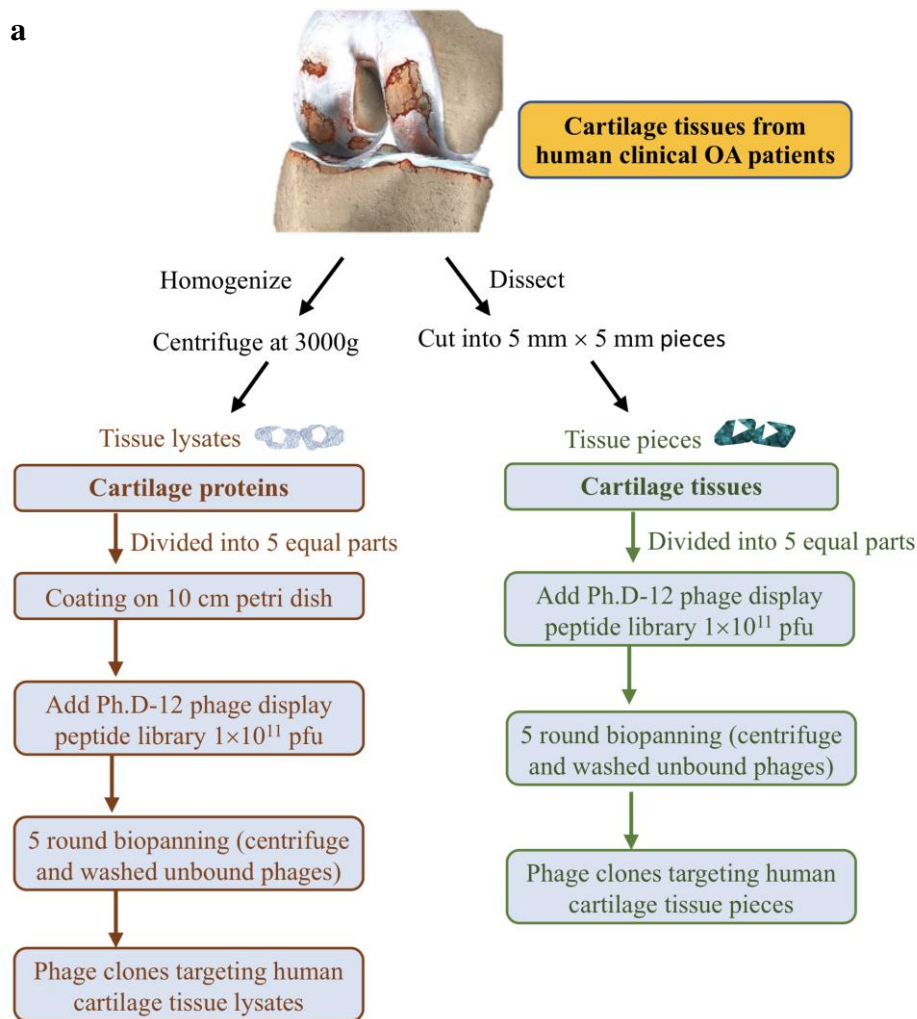 a
Cartilage tissues from
human clinical OA patients
Homogenize
Dissect
Centrifuge at 3000g
Cut into 5 mm × 5 mm pieces
Tissue lysates
Tissue pieces
Cartilage proteins
Cartilage tissues
Divided into 5 equal parts
Divided into 5 equal parts
Coating on 10 cm petri dish
Add Ph.D-12 phage display
peptide library 1×10¹¹ pfu
Add Ph.D-12 phage display
peptide library 1×10¹¹ pfu
5 round biopanning (centrifuge
and washed unbound phages)
5 round biopanning (centrifuge
and washed unbound phages)
Phage clones targeting human
cartilage tissue pieces
Phage clones targeting human
cartilage tissue lysates